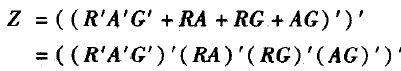 Z = ( ( R'A'G' + RA + RG + AG )' )'
= ( ( R'A'G' )' ( RA )' ( RG )' ( AG )' )'